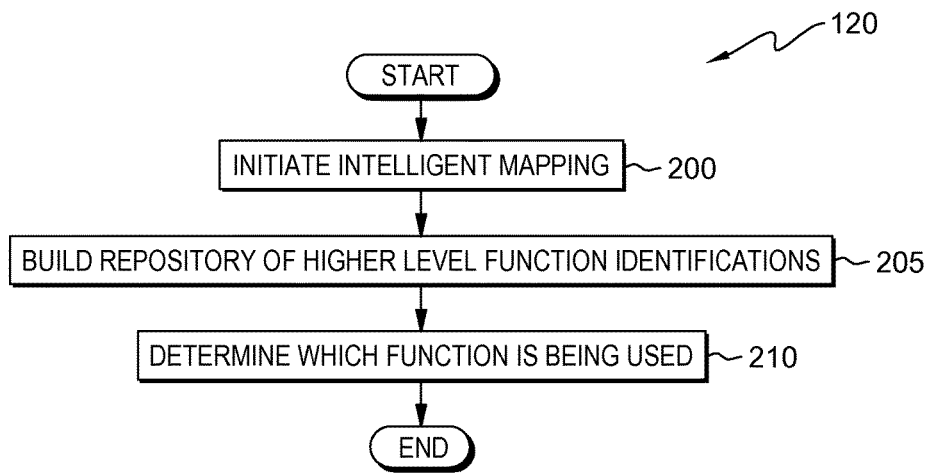 120
START
INITIATE INTELLIGENT MAPPING 200
BUILD REPOSITORY OF HIGHER LEVEL FUNCTION IDENTIFICATIONS 205
DETERMINE WHICH FUNCTION IS BEING USED 210
END